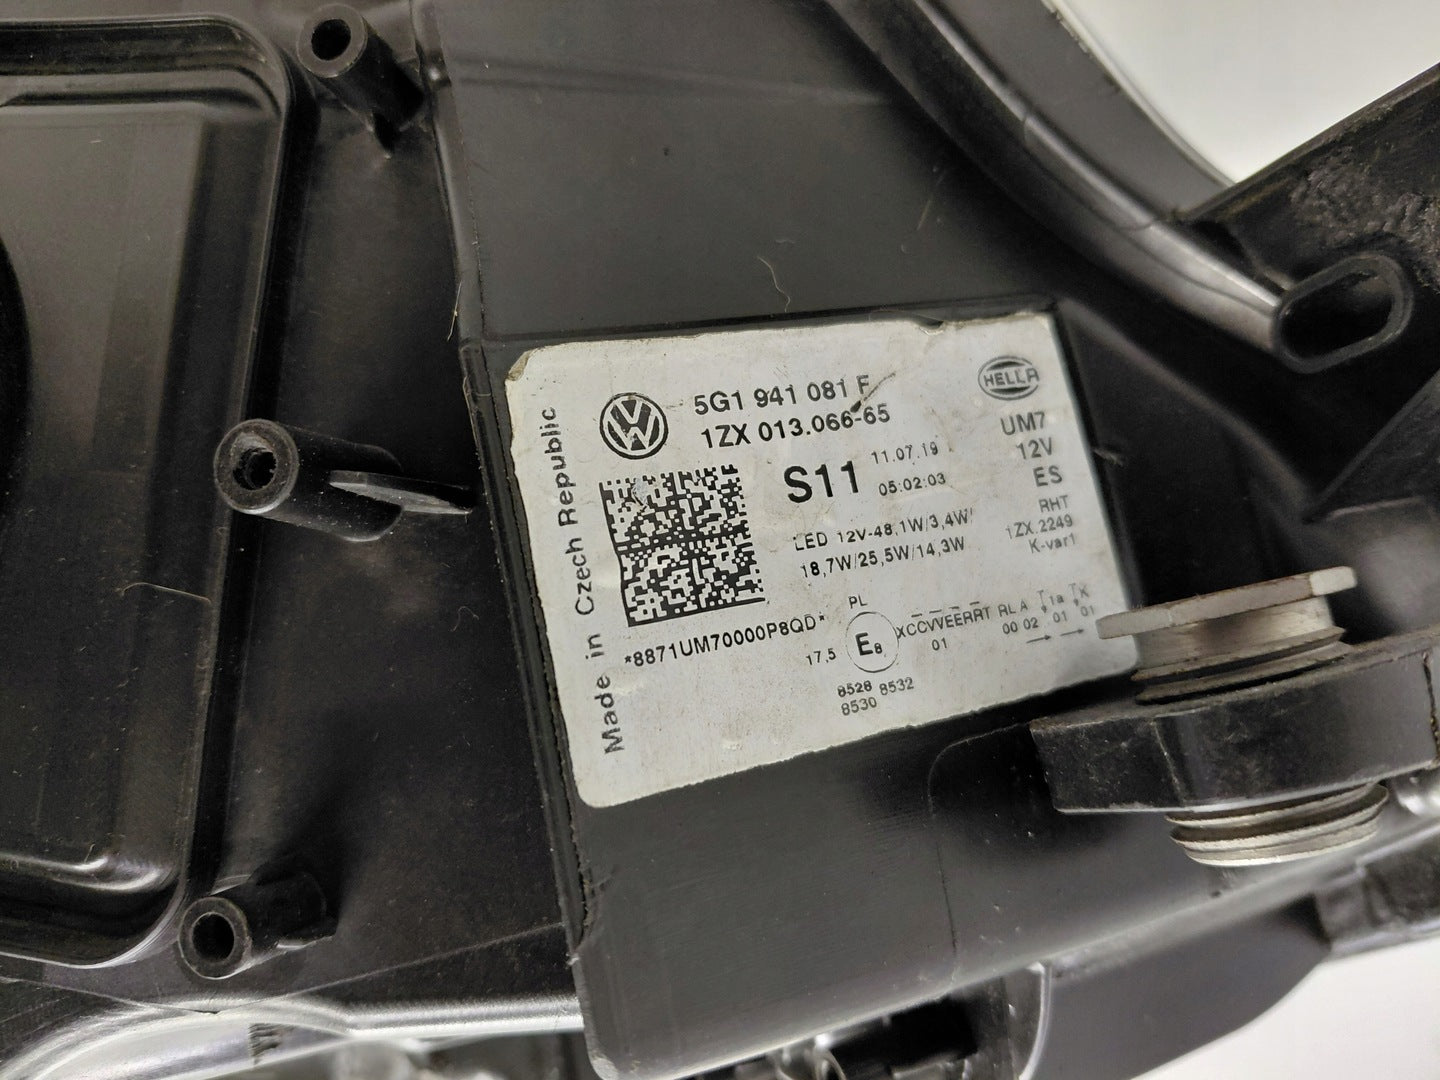 5G1 941 081 F
1ZX 013.066-65
HELLA
UM7
12V
ES
RHT
1ZX.2249
K-var1
S11
11.07.19
05:02:03
LED 12V-48,1W/3,4W/
18,7W/25,5W/14,3W
*8871UM70000P8QD*
Made in Czech Republic
PL
17,5
E8
XCCVVEERRT RL A T1a TX
01
00 02 *01 *01
8528 8532
8530